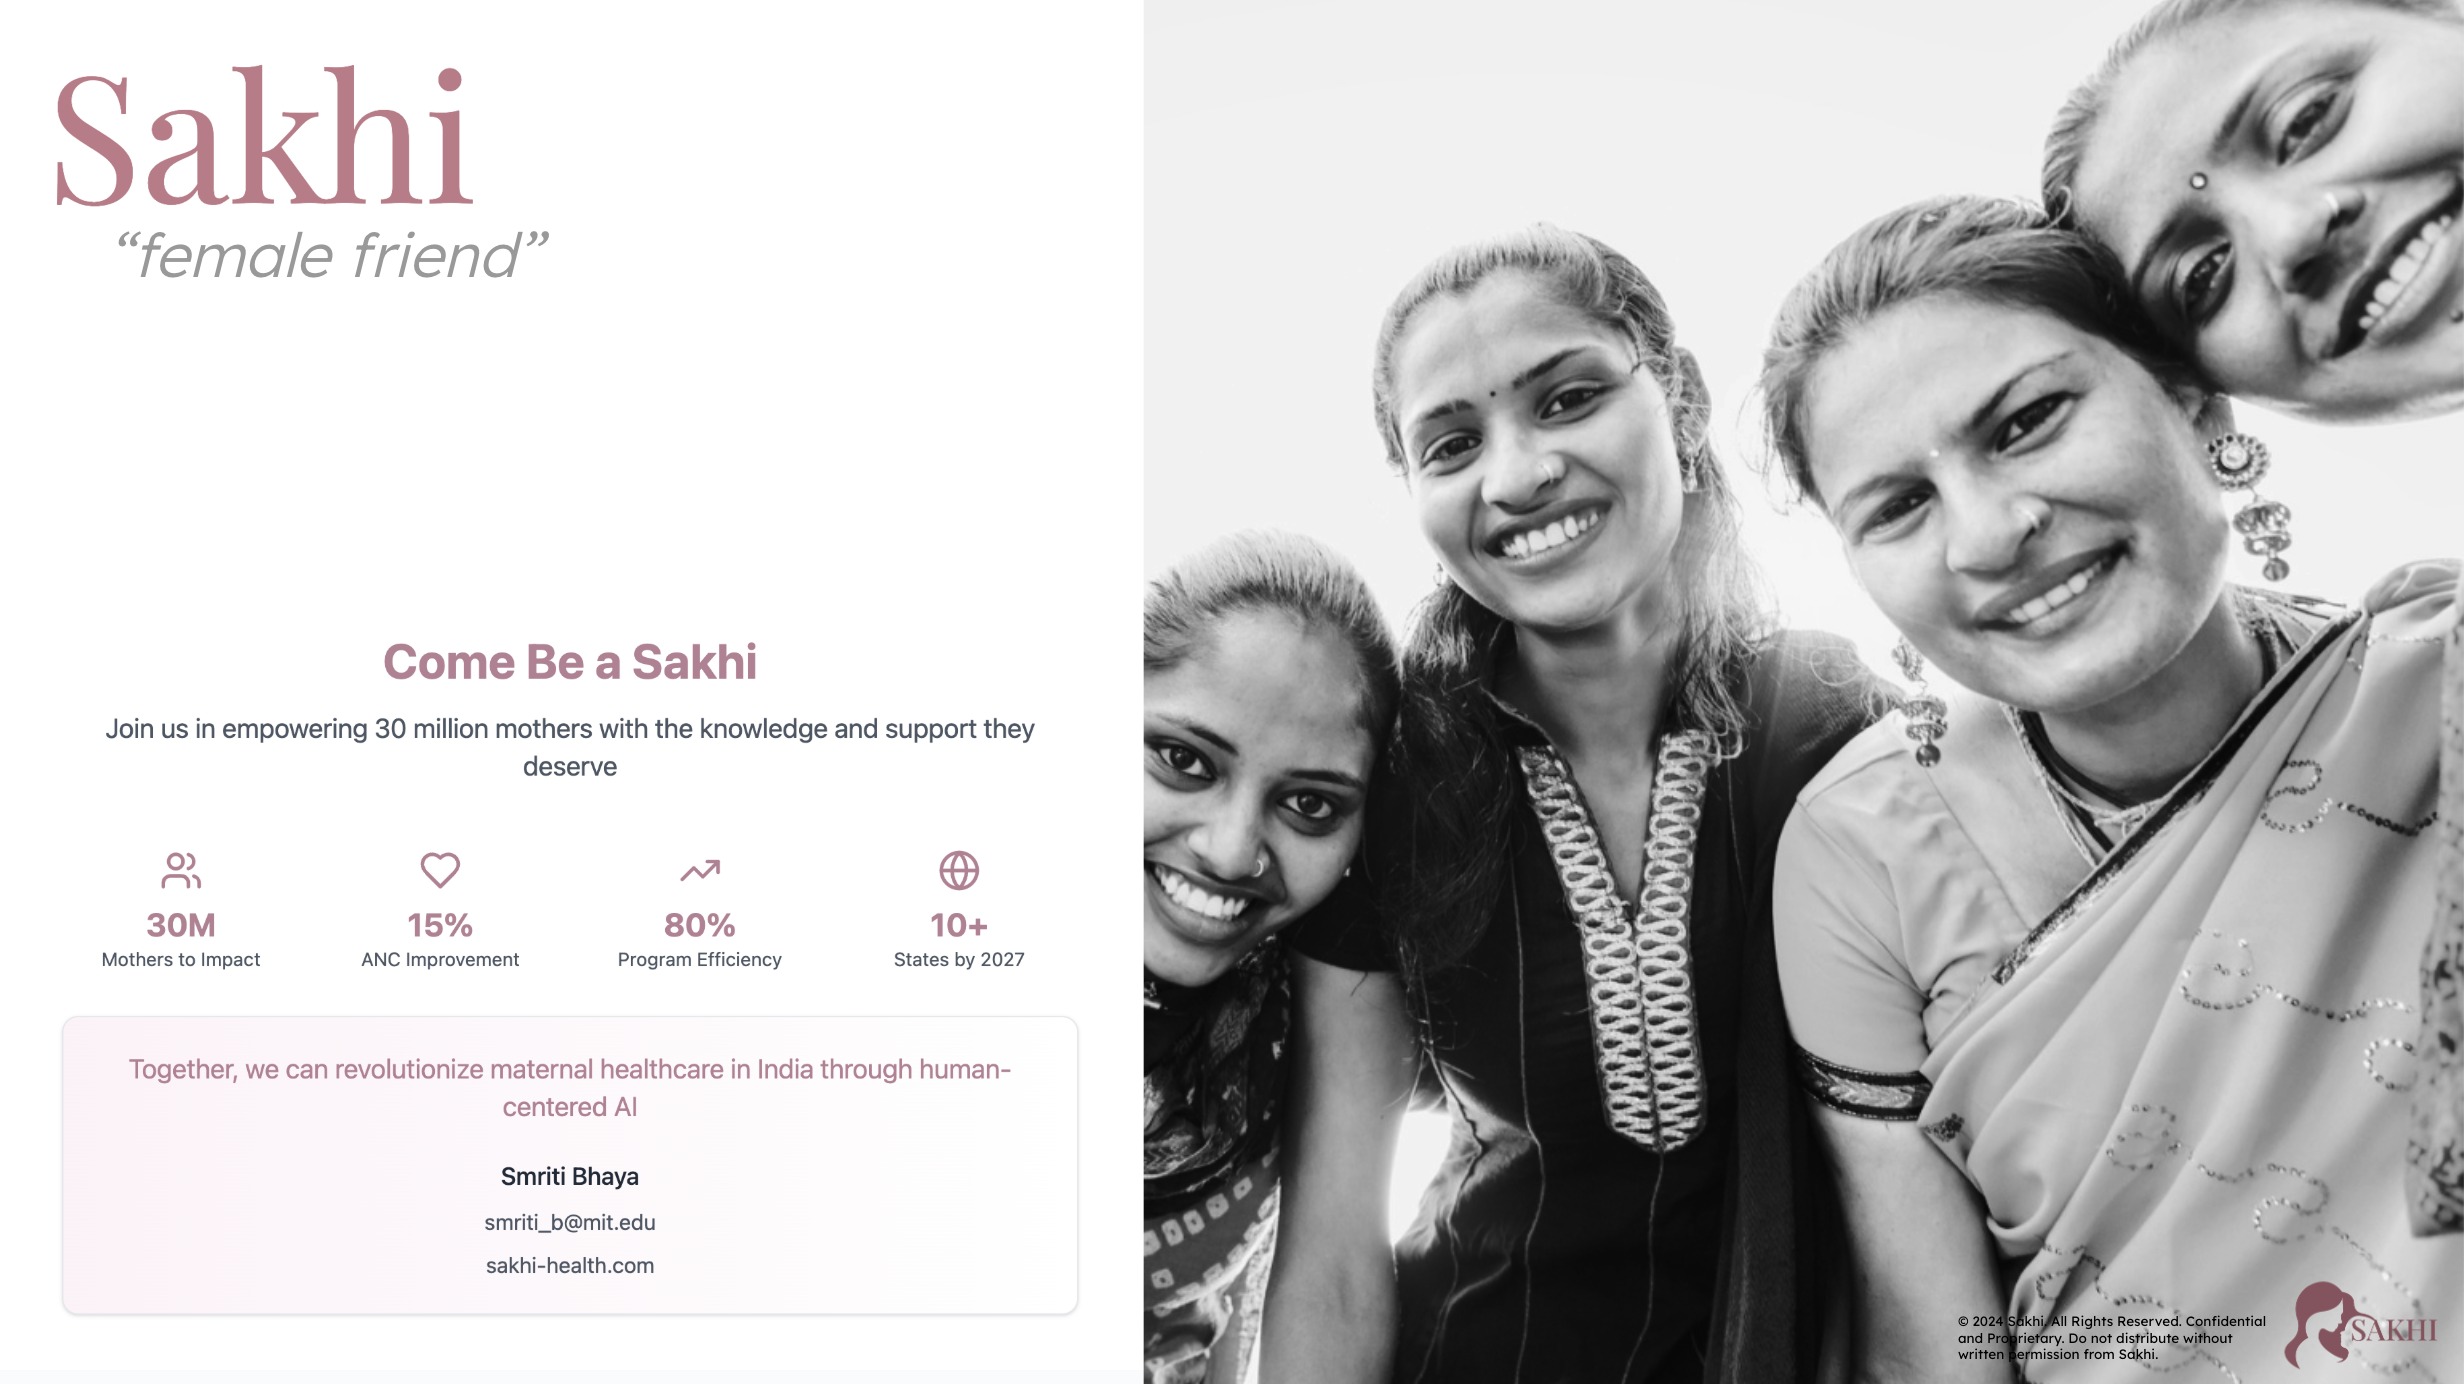 Sakhi
“female friend”
Come Be a Sakhi
Join us in empowering 30 million mothers with the knowledge and support they
deserve
30M
Mothers to Impact
15%
ANC Improvement
80%
Program Efficiency
10+
States by 2027
Together, we can revolutionize maternal healthcare in India through human-
centered AI
Smriti Bhaya
smriti_b@mit.edu
sakhi-health.com
© 2024 Sakhi. All Rights Reserved. Confidential
and Proprietary. Do not distribute without
written permission from Sakhi.
SAKHI